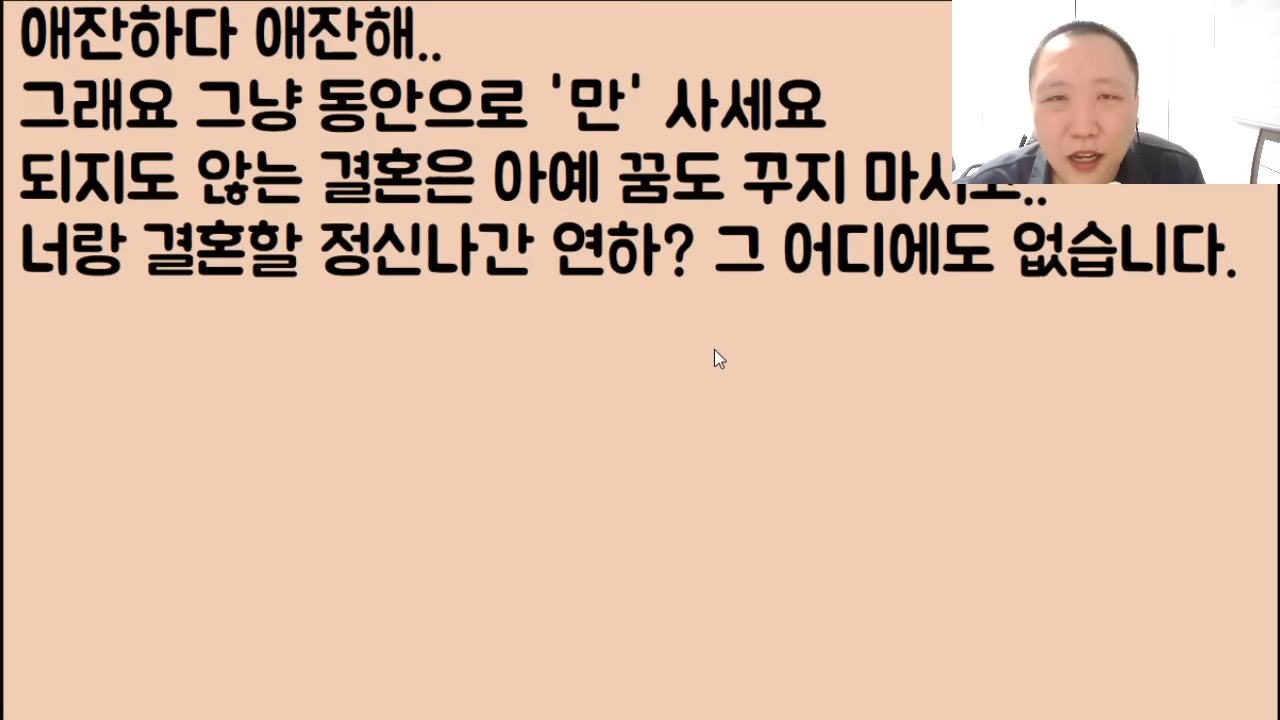 애잔하다 애잔해..
그래요 그냥 동안으로 '만' 사세요
되지도 않는 결혼은 아예 꿈도 꾸지 마시고..
너랑 결혼할 정신나간 연하? 그 어디에도 없습니다.